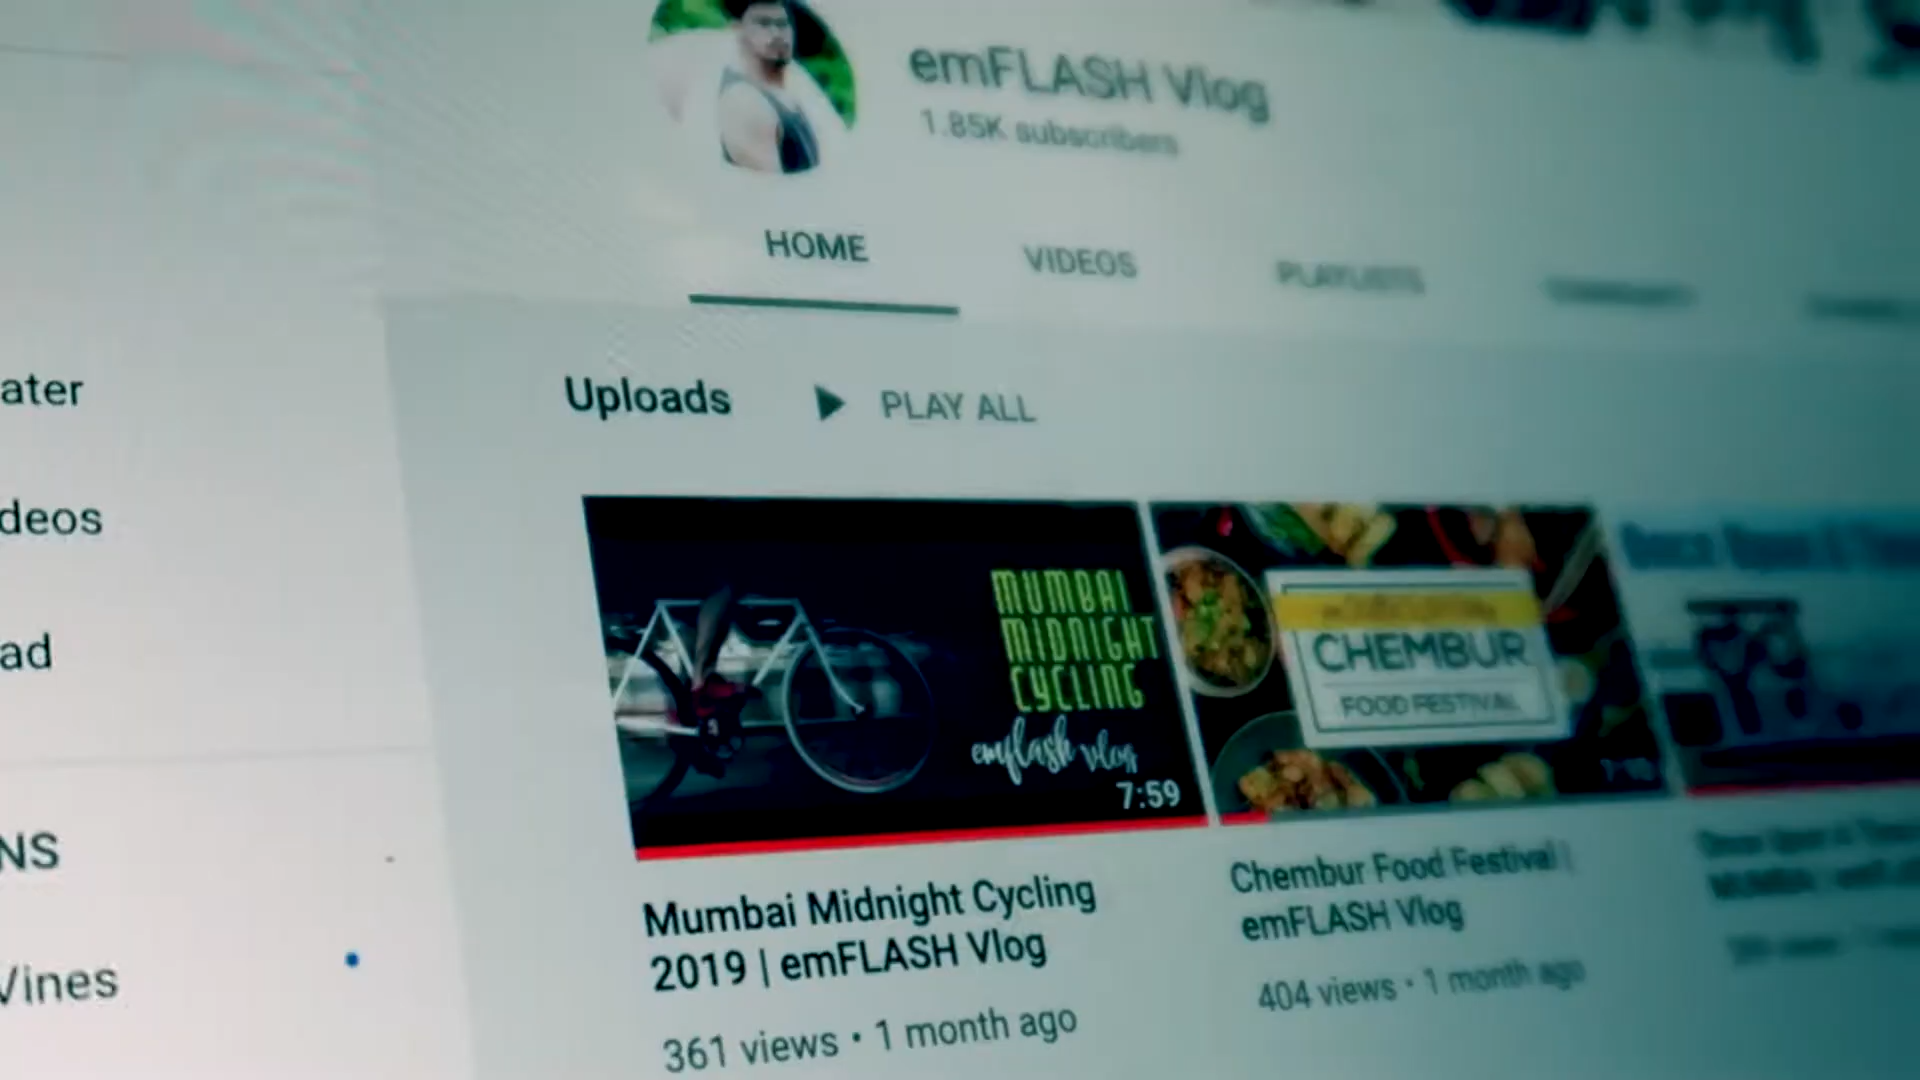 emFLASH Vlog
1.85K subscribers
HOME
VIDEOS
PLAYLISTS
ater
Uploads
PLAY ALL
deos
MUMBAI
MIDNIGHT
CYCLING
emflash vlog
7:59
CHEMBUR
FOOD FESTIVAL
ad
NS
Mumbai Midnight Cycling
2019 | emFLASH Vlog
361 views • 1 month ago
Chembur Food Festival |
emFLASH Vlog
404 views • 1 month ago
Vines